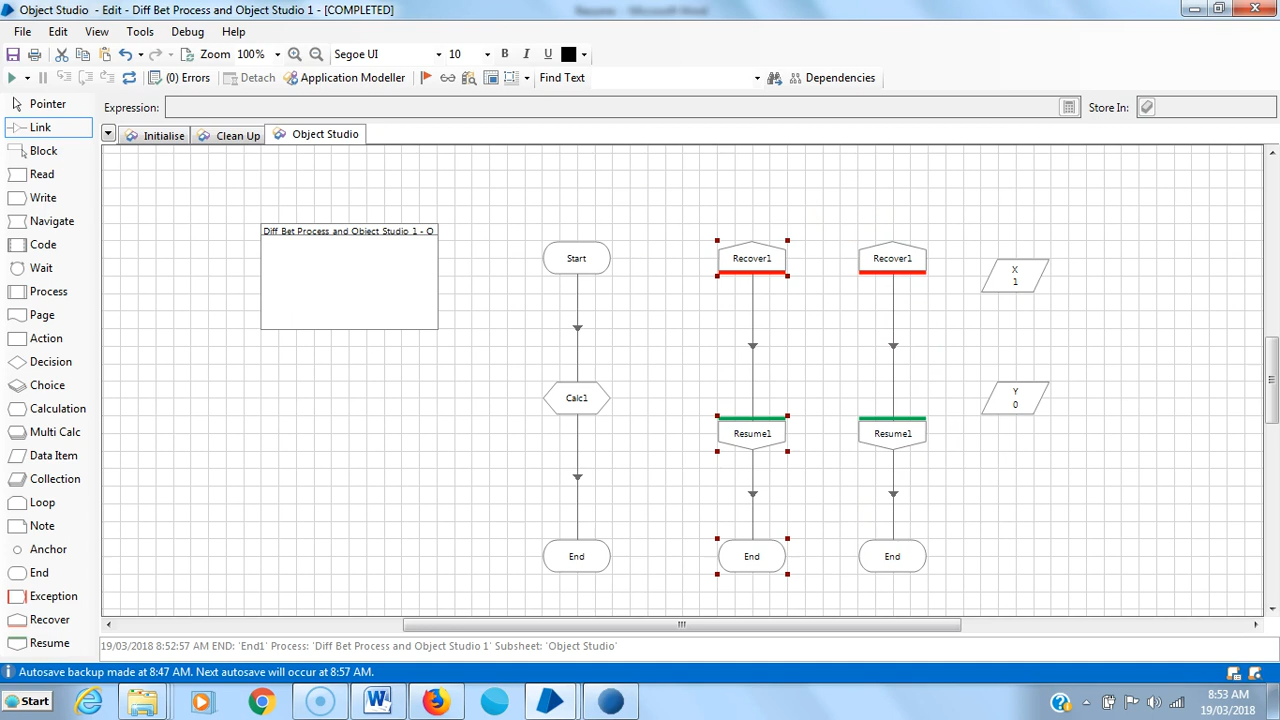 Object Studio - Edit - Diff Bet Process and Object Studio 1 - [COMPLETED]
Resume - Microsoft Word
File Edit View Tools Debug Help
Zoom 100% Segoe UI 10 B I U
(0) Errors Detach Application Modeller Find Text Dependencies
Pointer
Expression: Store In:
Link
Initialise Clean Up Object Studio
Block
Read
Write
Navigate
Code
Wait
Process
Page
Action
Decision
Choice
Calculation
Multi Calc
Data Item
Collection
Loop
Note
Anchor
End
Exception
Recover
Resume
Diff Bet Process and Object Studio 1 - O
Start
Calc1
End
Recover1
Resume1
End
Recover1
Resume1
End
X
1
Y
0
19/03/2018 8:52:57 AM END: 'End1' Process: 'Diff Bet Process and Object Studio 1' Subsheet: 'Object Studio'
Autosave backup made at 8:47 AM. Next autosave will occur at 8:57 AM.
Start
8:53 AM
19/03/2018